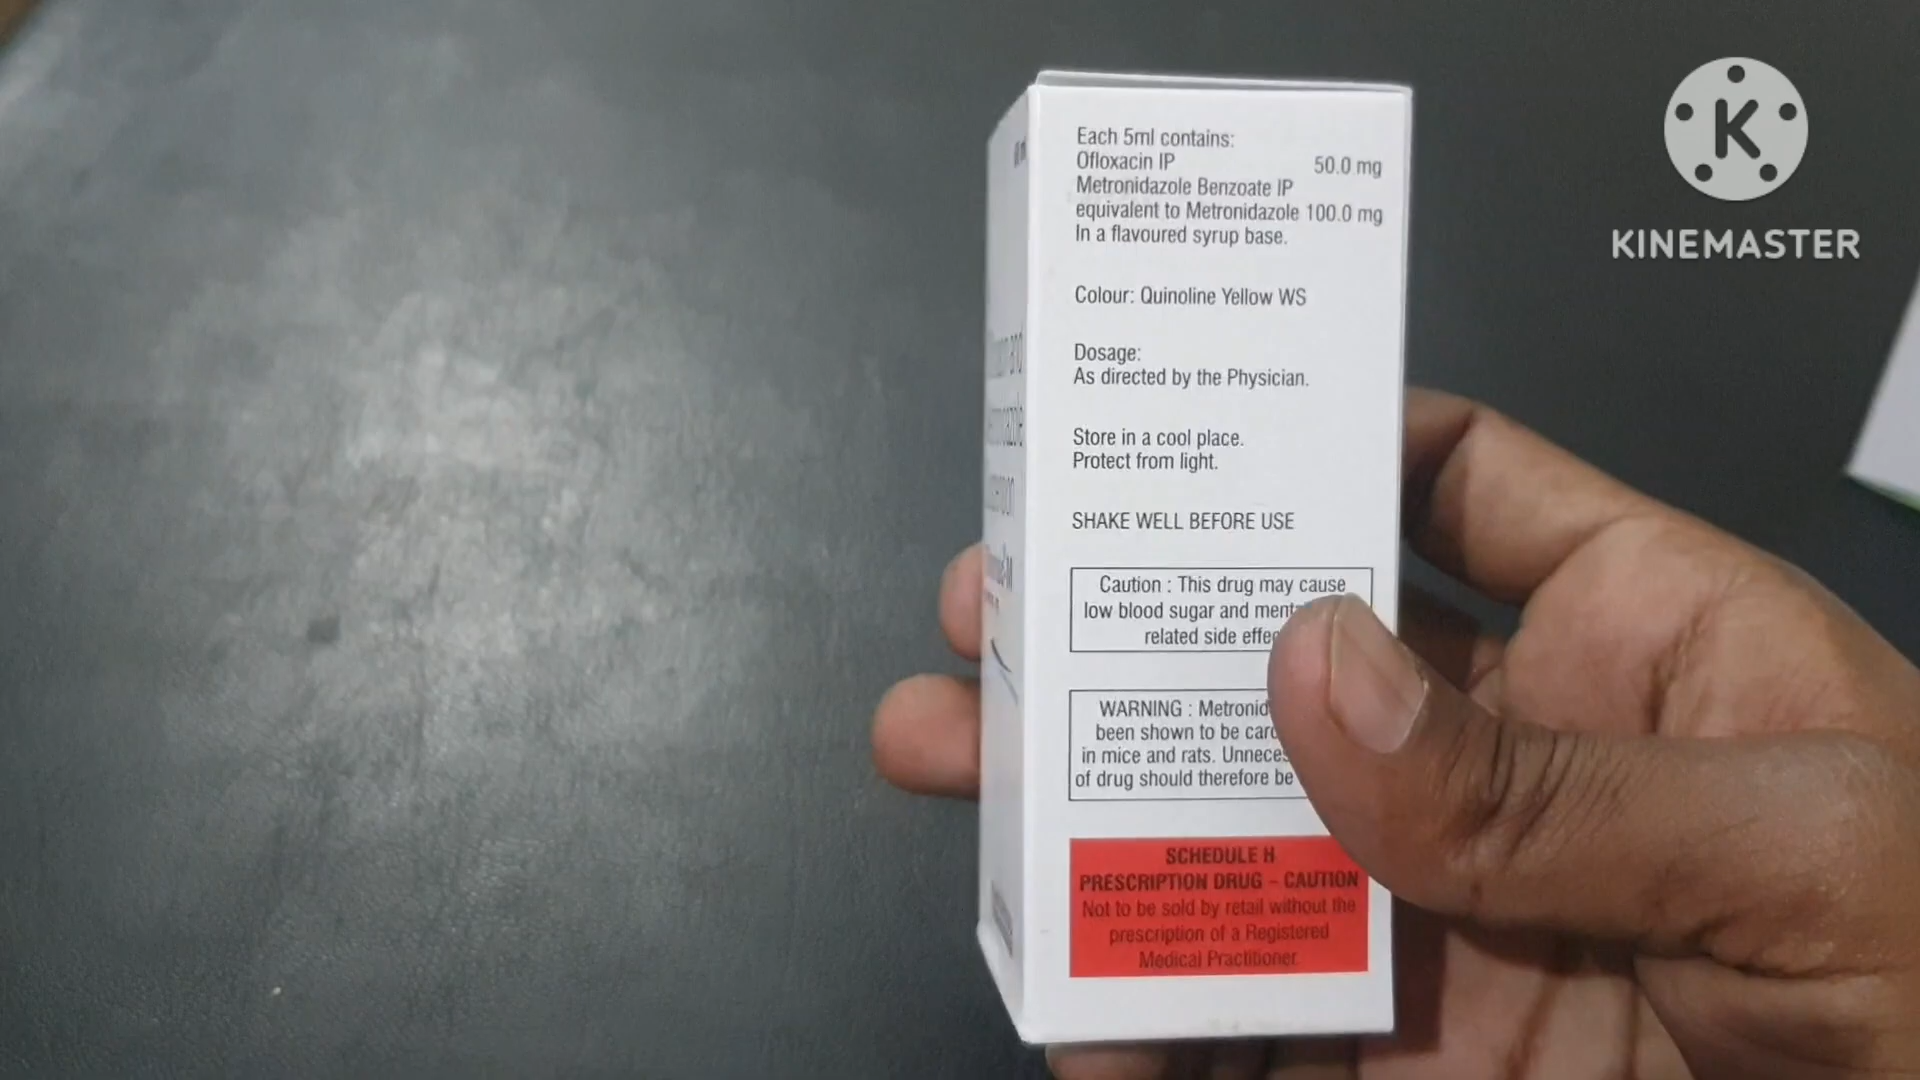 Each 5ml contains:
Ofloxacin IP 50.0 mg
Metronidazole Benzoate IP
equivalent to Metronidazole 100.0 mg
In a flavoured syrup base.
Colour: Quinoline Yellow WS
Dosage:
As directed by the Physician.
Store in a cool place.
Protect from light.
SHAKE WELL BEFORE USE
Caution : This drug may cause
low blood sugar and
related side
WARNING :
been shown to be
in mice and rats.
of drug should therefore be
SCHEDULE H
PRESCRIPTION DRUG – CAUTION
Not to be sold by retail without the
prescription of a Registered
Medical Practitioner.
K
KINEMASTER